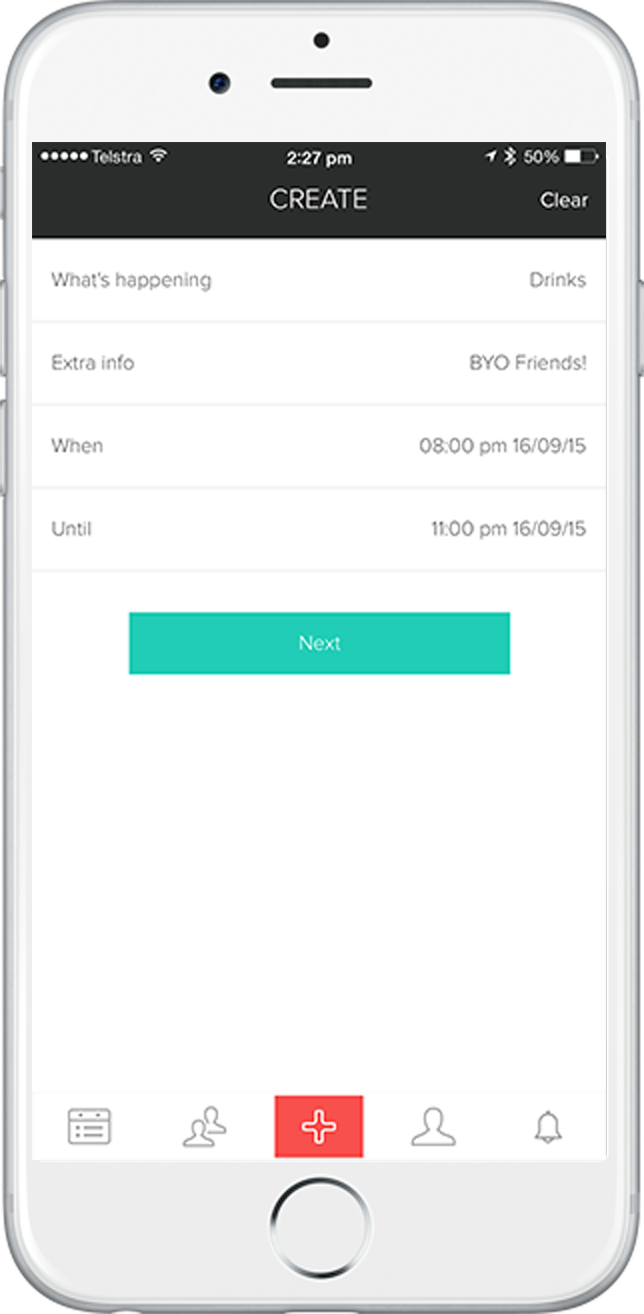 Telstra 2:27 pm 50%
CREATE Clear
What's happening Drinks
Extra info BYO Friends!
When 08:00 pm 16/09/15
Until 11:00 pm 16/09/15
Next